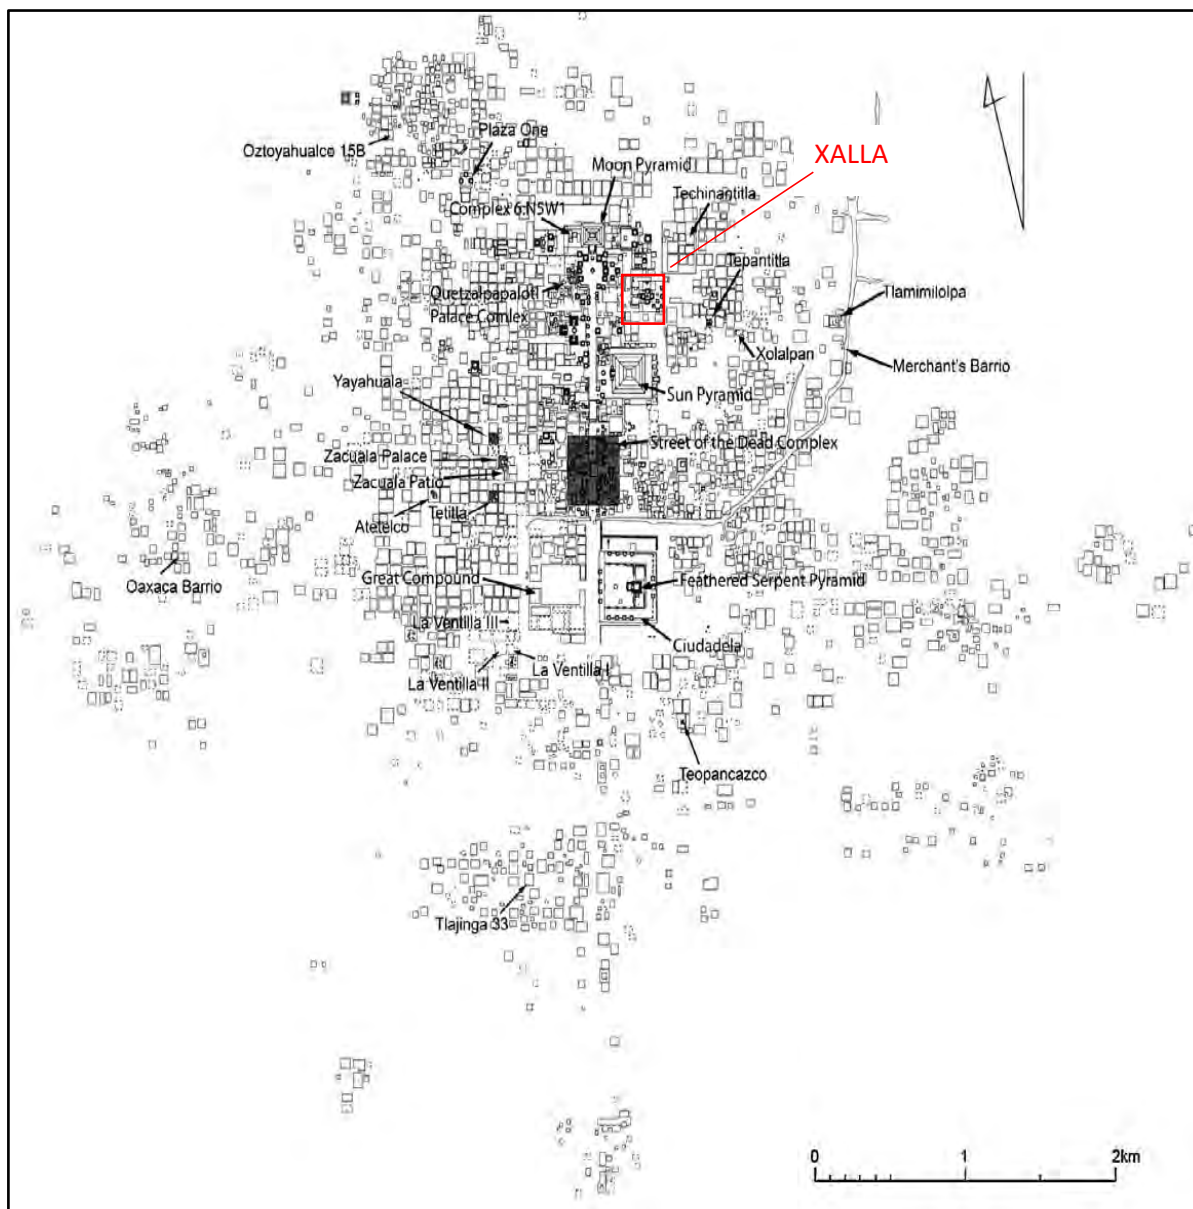 Plaza One
Oztoyahualco 15B
XALLA
Moon Pyramid
Techinantitla
Complex 6:N5W1
Tepantitla
Quetzalpapalotl
Palace Comlex
Tlamimilolpa
Xolalpan
Merchant's Barrio
Yayahuala
Sun Pyramid
Street of the Dead Complex
Zacuala Palace
Zacuala Patio
Atetelco
Tetilla
Oaxaca Barrio
Great Compound
Feathered Serpent Pyramid
La Ventilla III
Ciudadela
La Ventilla I
La Ventilla II
Teopancazco
Tlajinga 33
0 1 2km